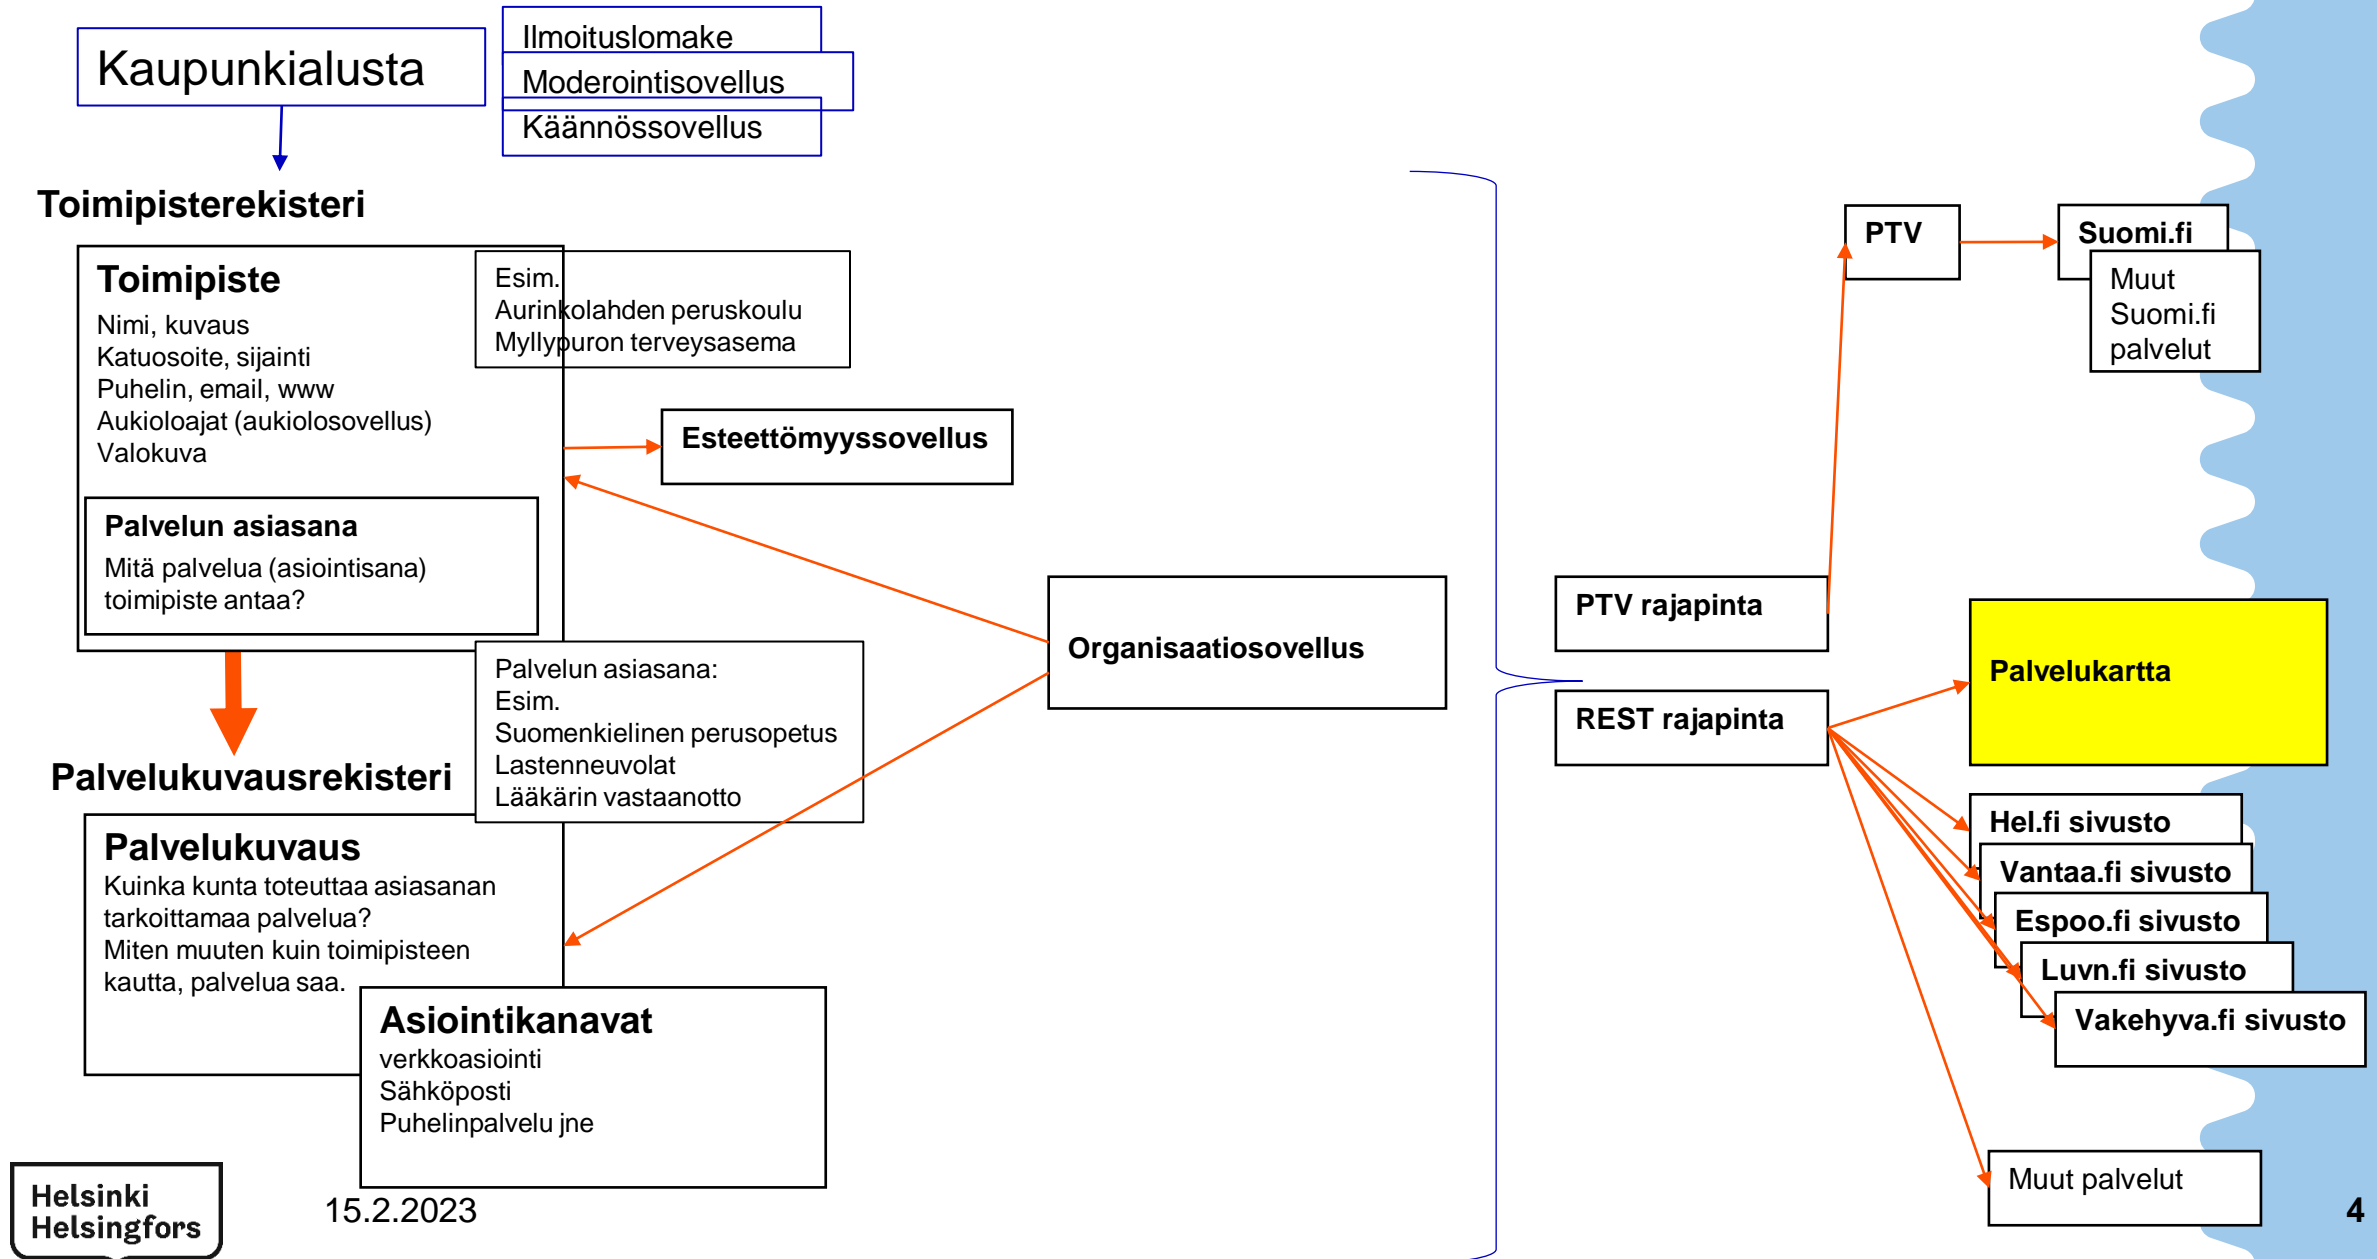 Kaupunkialusta
Ilmoituslomake
Moderointisovellus
Käännössovellus
Toimipisterekisteri
Toimipiste
Nimi, kuvaus
Katuosoite, sijainti
Puhelin, email, www
Aukioloajat (aukiolosovellus)
Valokuva
Esim.
Aurinkolahden peruskoulu
Myllypuron terveysasema
Esteettömyyssovellus
Palvelun asiasana
Mitä palvelua (asiointisana)
toimipiste antaa?
Palvelun asiasana:
Esim.
Suomenkielinen perusopetus
Lastenneuvolat
Lääkärin vastaanotto
Palvelukuvausrekisteri
Palvelukuvaus
Kuinka kunta toteuttaa asiasanan
tarkoittamaa palvelua?
Miten muuten kuin toimipisteen
kautta, palvelua saa.
Asiointikanavat
verkkoasiointi
Sähköposti
Puhelinpalvelu jne
Organisaatiosovellus
PTV rajapinta
REST rajapinta
PTV
Suomi.fi
Muut
Suomi.fi
palvelut
Palvelukartta
Hel.fi sivusto
Vantaa.fi sivusto
Espoo.fi sivusto
Luvn.fi sivusto
Vakehyva.fi sivusto
Muut palvelut
Helsinki
Helsingfors
15.2.2023
4